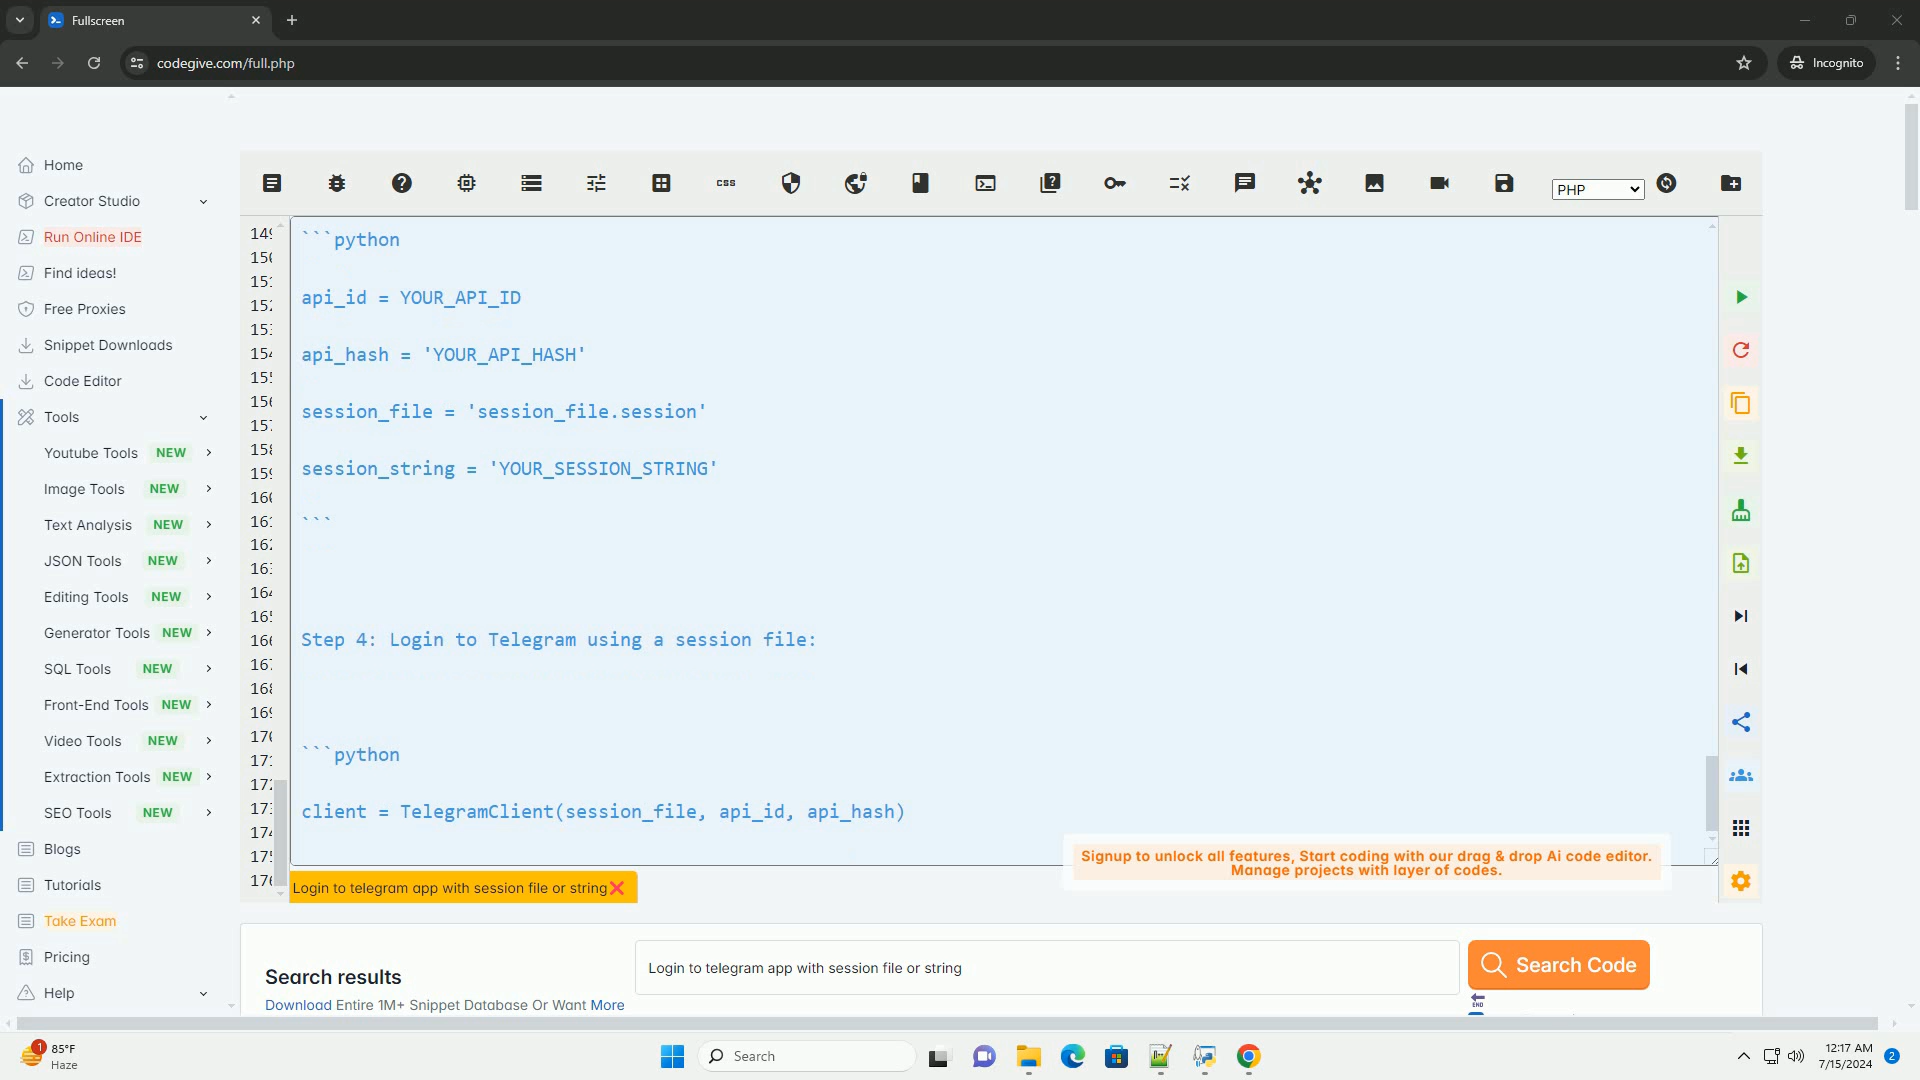 Fullscreen
codegive.com/full.php
Incognito
Home
Creator Studio
Run Online IDE
Find ideas!
Free Proxies
Snippet Downloads
Code Editor
Tools
Youtube Tools NEW
Image Tools NEW
Text Analysis NEW
JSON Tools NEW
Editing Tools NEW
Generator Tools NEW
SQL Tools NEW
Front-End Tools NEW
Video Tools NEW
Extraction Tools NEW
SEO Tools NEW
Blogs
Tutorials
Take Exam
Pricing
Help
css
PHP
```python
api_id = YOUR_API_ID
api_hash = 'YOUR_API_HASH'
session_file = 'session_file.session'
session_string = 'YOUR_SESSION_STRING'
```
Step 4: Login to Telegram using a session file:
```python
client = TelegramClient(session_file, api_id, api_hash)
Signup to unlock all features, Start coding with our drag & drop Ai code editor.
Manage projects with layer of codes.
Login to telegram app with session file or string❌
Search results
Download Entire 1M+ Snippet Database Or Want More
Login to telegram app with session file or string
Search Code
END
1
85°F
Haze
Search
12:17 AM
7/15/2024
2